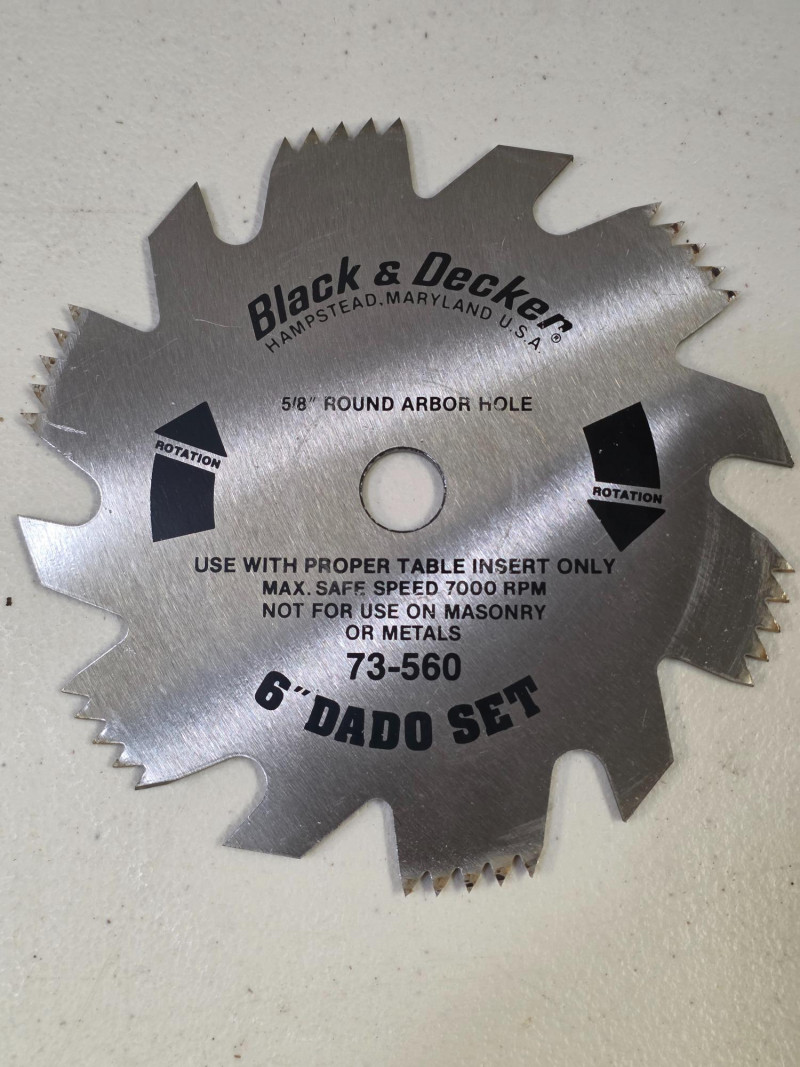 Black & Decker®
HAMPSTEAD, MARYLAND U.S.A.
5/8" ROUND ARBOR HOLE
ROTATION
ROTATION
USE WITH PROPER TABLE INSERT ONLY
MAX. SAFE SPEED 7000 RPM
NOT FOR USE ON MASONRY
OR METALS
73-560
6" DADO SET